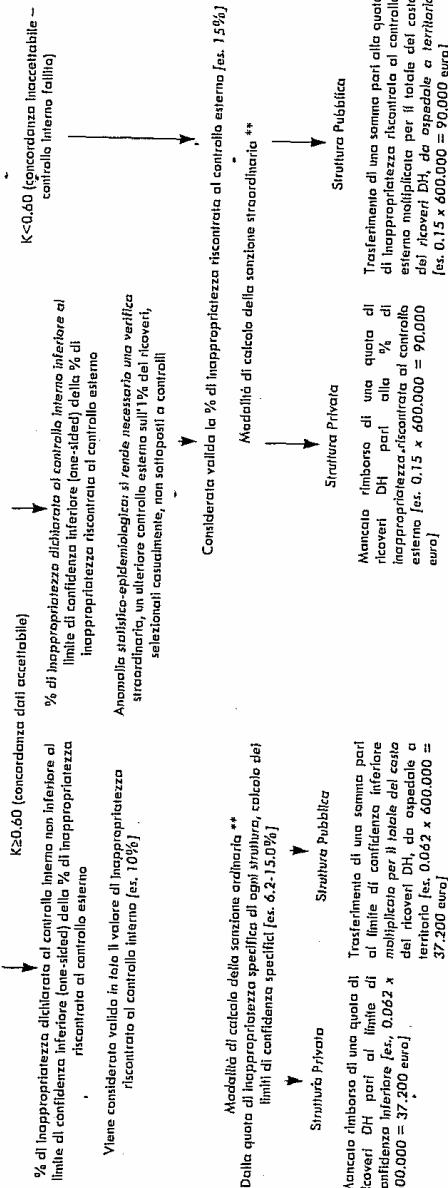 K≥0,60 (concordanza dati accettabile)
K<0,60 (concordanza inaccettabile –
controllo interno fallito)
% di inappropriatezza dichiarata al controllo interno non inferiore al
limite di confidenza inferiore (one-sided) della % di inappropriatezza
riscontrata al controllo esterno
% di inappropriatezza dichiarata al controllo interno inferiore al
limite di confidenza inferiore (one-sided) della % di
inappropriatezza riscontrata al controllo esterno
Viene considerata valida in toto il valore di inappropriatezza
riscontrata al controllo interno [es. 10%]
Anomalia statistico-epidemiologica: si rende necessaria una verifica
straordinaria, un ulteriore controllo esterno sull'1% dei ricoveri,
selezionati casualmente, non sottoposti a controlli
Considerata valida la % di inappropriatezza riscontrata al controllo esterno [es. 15%]
Modalità di calcolo della sanzione ordinaria **
Dalla quota di inappropriatezza specifica di ogni struttura, calcolo dei
limiti di confidenza specifici [es. 6.2-15.0%]
Modalità di calcolo della sanzione straordinaria **
Struttura Privata
Mancato rimborso di una quota di
ricoveri DH pari al limite di
confidenza inferiore [es. 0.062 x
600.000 = 37.200 euro]
Struttura Pubblica
Trasferimento di una somma pari
al limite di confidenza inferiore
moltiplicata per il totale del costo
dei ricoveri DH, da ospedale a
territorio [es. 0.062 x 600.000 =
37.200 euro]
Struttura Privata
Mancato rimborso di una quota di
ricoveri DH pari alla % di
inappropriatezza riscontrata al controllo
esterno [es. 0.15 x 600.000 = 90.000
euro]
Struttura Pubblica
Trasferimento di una somma pari alla quota
di inappropriatezza riscontrata al controllo
esterno moltiplicata per il totale del costo
dei ricoveri DH, da ospedale a territorio
[es. 0.15 x 600.000 = 90.000 euro]